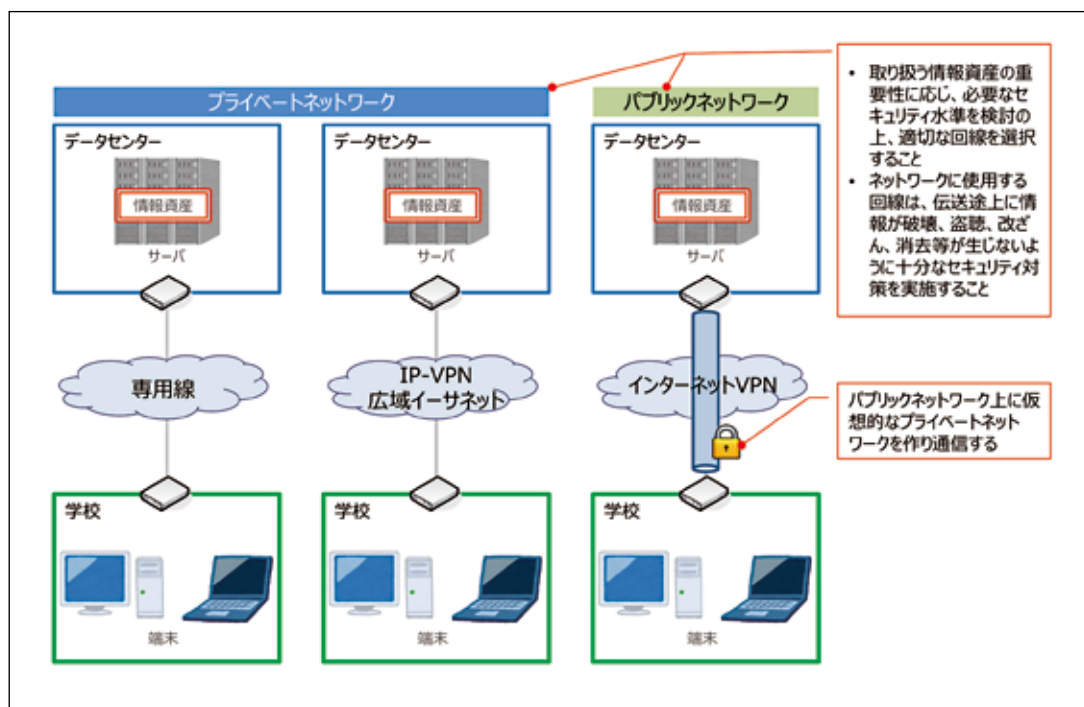 プライベートネットワーク
パブリックネットワーク
データセンター
情報資産
サーバ
データセンター
情報資産
サーバ
データセンター
情報資産
サーバ
専用線
IP-VPN
広域イーサネット
インターネットVPN
学校
端末
学校
端末
学校
端末
• 取り扱う情報資産の重
要性に応じ、必要なセ
キュリティ水準を検討の
上、適切な回線を選択
すること
• ネットワークに使用する
回線は、伝送途上に情
報が破壊、盗聴、改ざ
ん、消去等が生じないよ
うに十分なセキュリティ対
策を実施すること
パブリックネットワーク上に仮
想的なプライベートネット
ワークを作り通信する